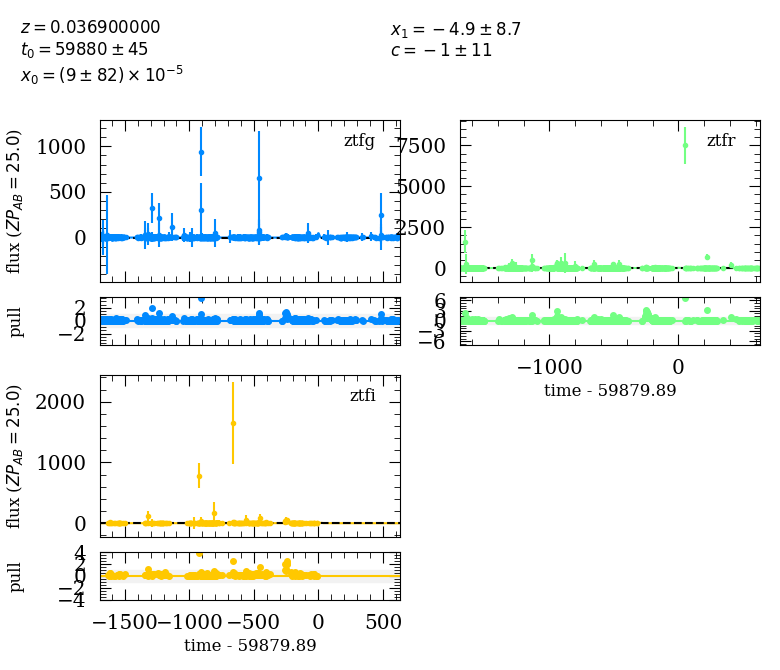 z = 0.036900000
t₀ = 59880 ± 45
x₀ = (9 ± 82) × 10⁻⁵
x₁ = −4.9 ± 8.7
c = −1 ± 11
ztfg
1000
500
0
flux (ZP_AB = 25.0)
2
0
−2
pull
ztfr
7500
5000
2500
0
6
3
0
−3
−6
−1000 0
time - 59879.89
ztfi
2000
1000
0
flux (ZP_AB = 25.0)
4
2
0
−2
−4
pull
−1500 −1000 −500 0 500
time - 59879.89